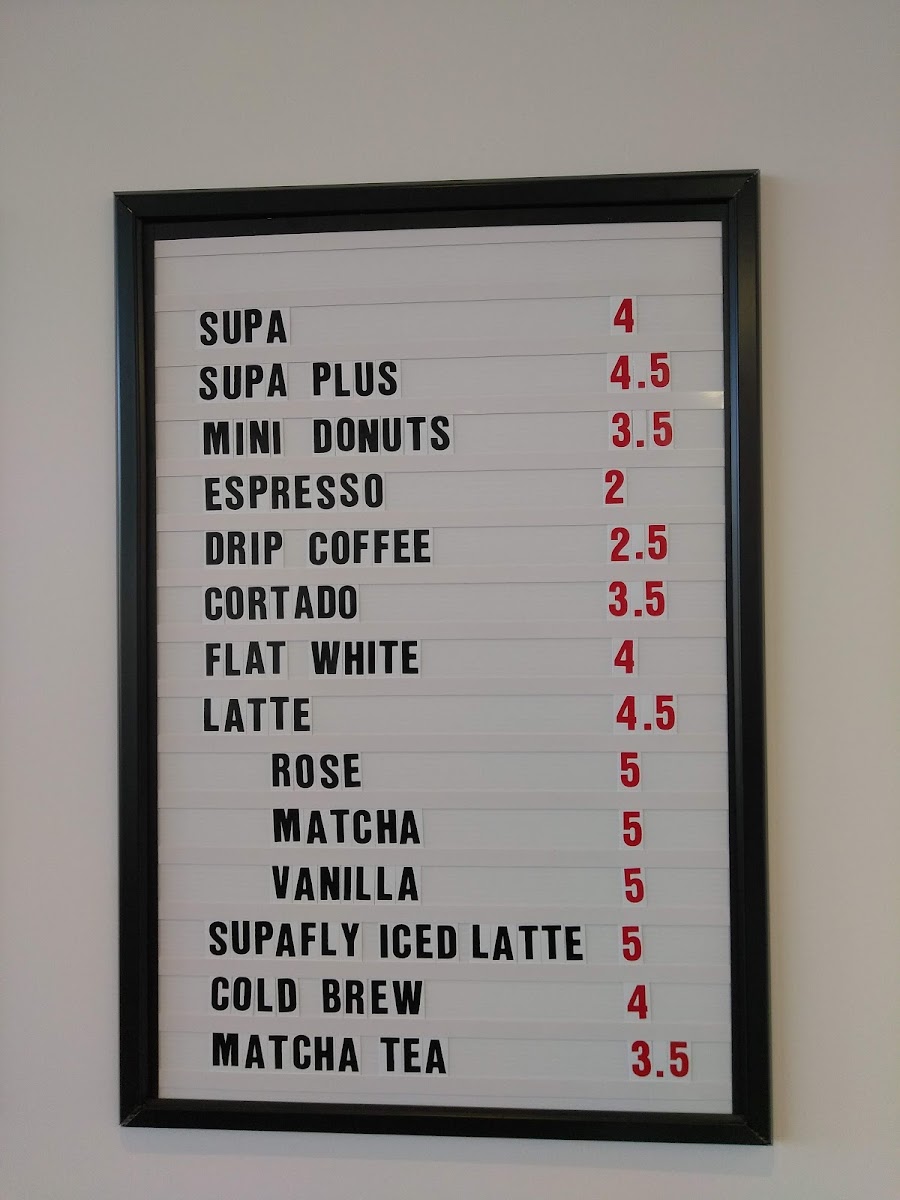 SUPA 4
SUPA PLUS 4.5
MINI DONUTS 3.5
ESPRESSO 2
DRIP COFFEE 2.5
CORTADO 3.5
FLAT WHITE 4
LATTE 4.5
ROSE 5
MATCHA 5
VANILLA 5
SUPAFLY ICED LATTE 5
COLD BREW 4
MATCHA TEA 3.5